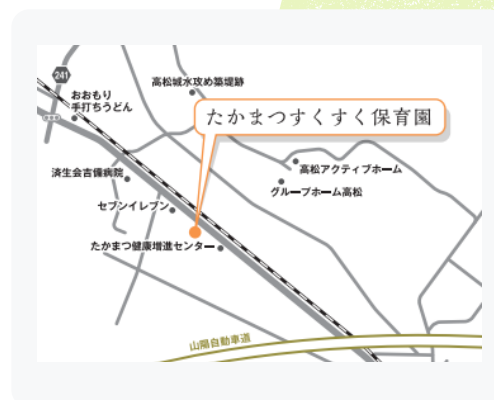 241
高松城水攻め築堤跡
おおもり
手打ちうどん
たかまつすくすく保育園
済生会吉備病院
高松アクティブホーム
グループホーム高松
セブンイレブン
たかまつ健康増進センター
山陽自動車道